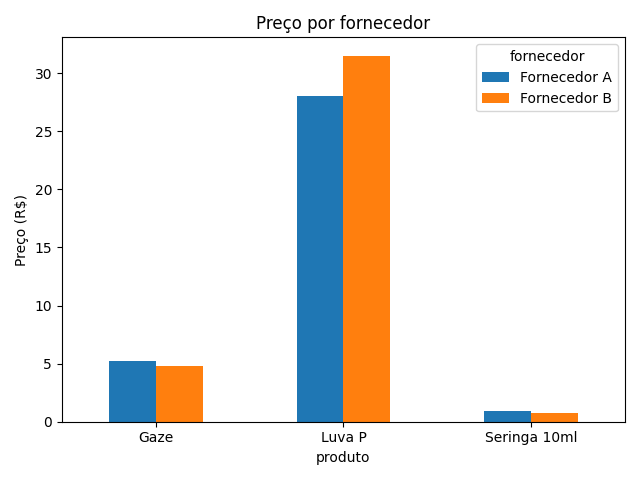 Preço por fornecedor
fornecedor
Fornecedor A
Fornecedor B
Preço (R$)
30
25
20
15
10
5
0
Gaze
Luva P
Seringa 10ml
produto